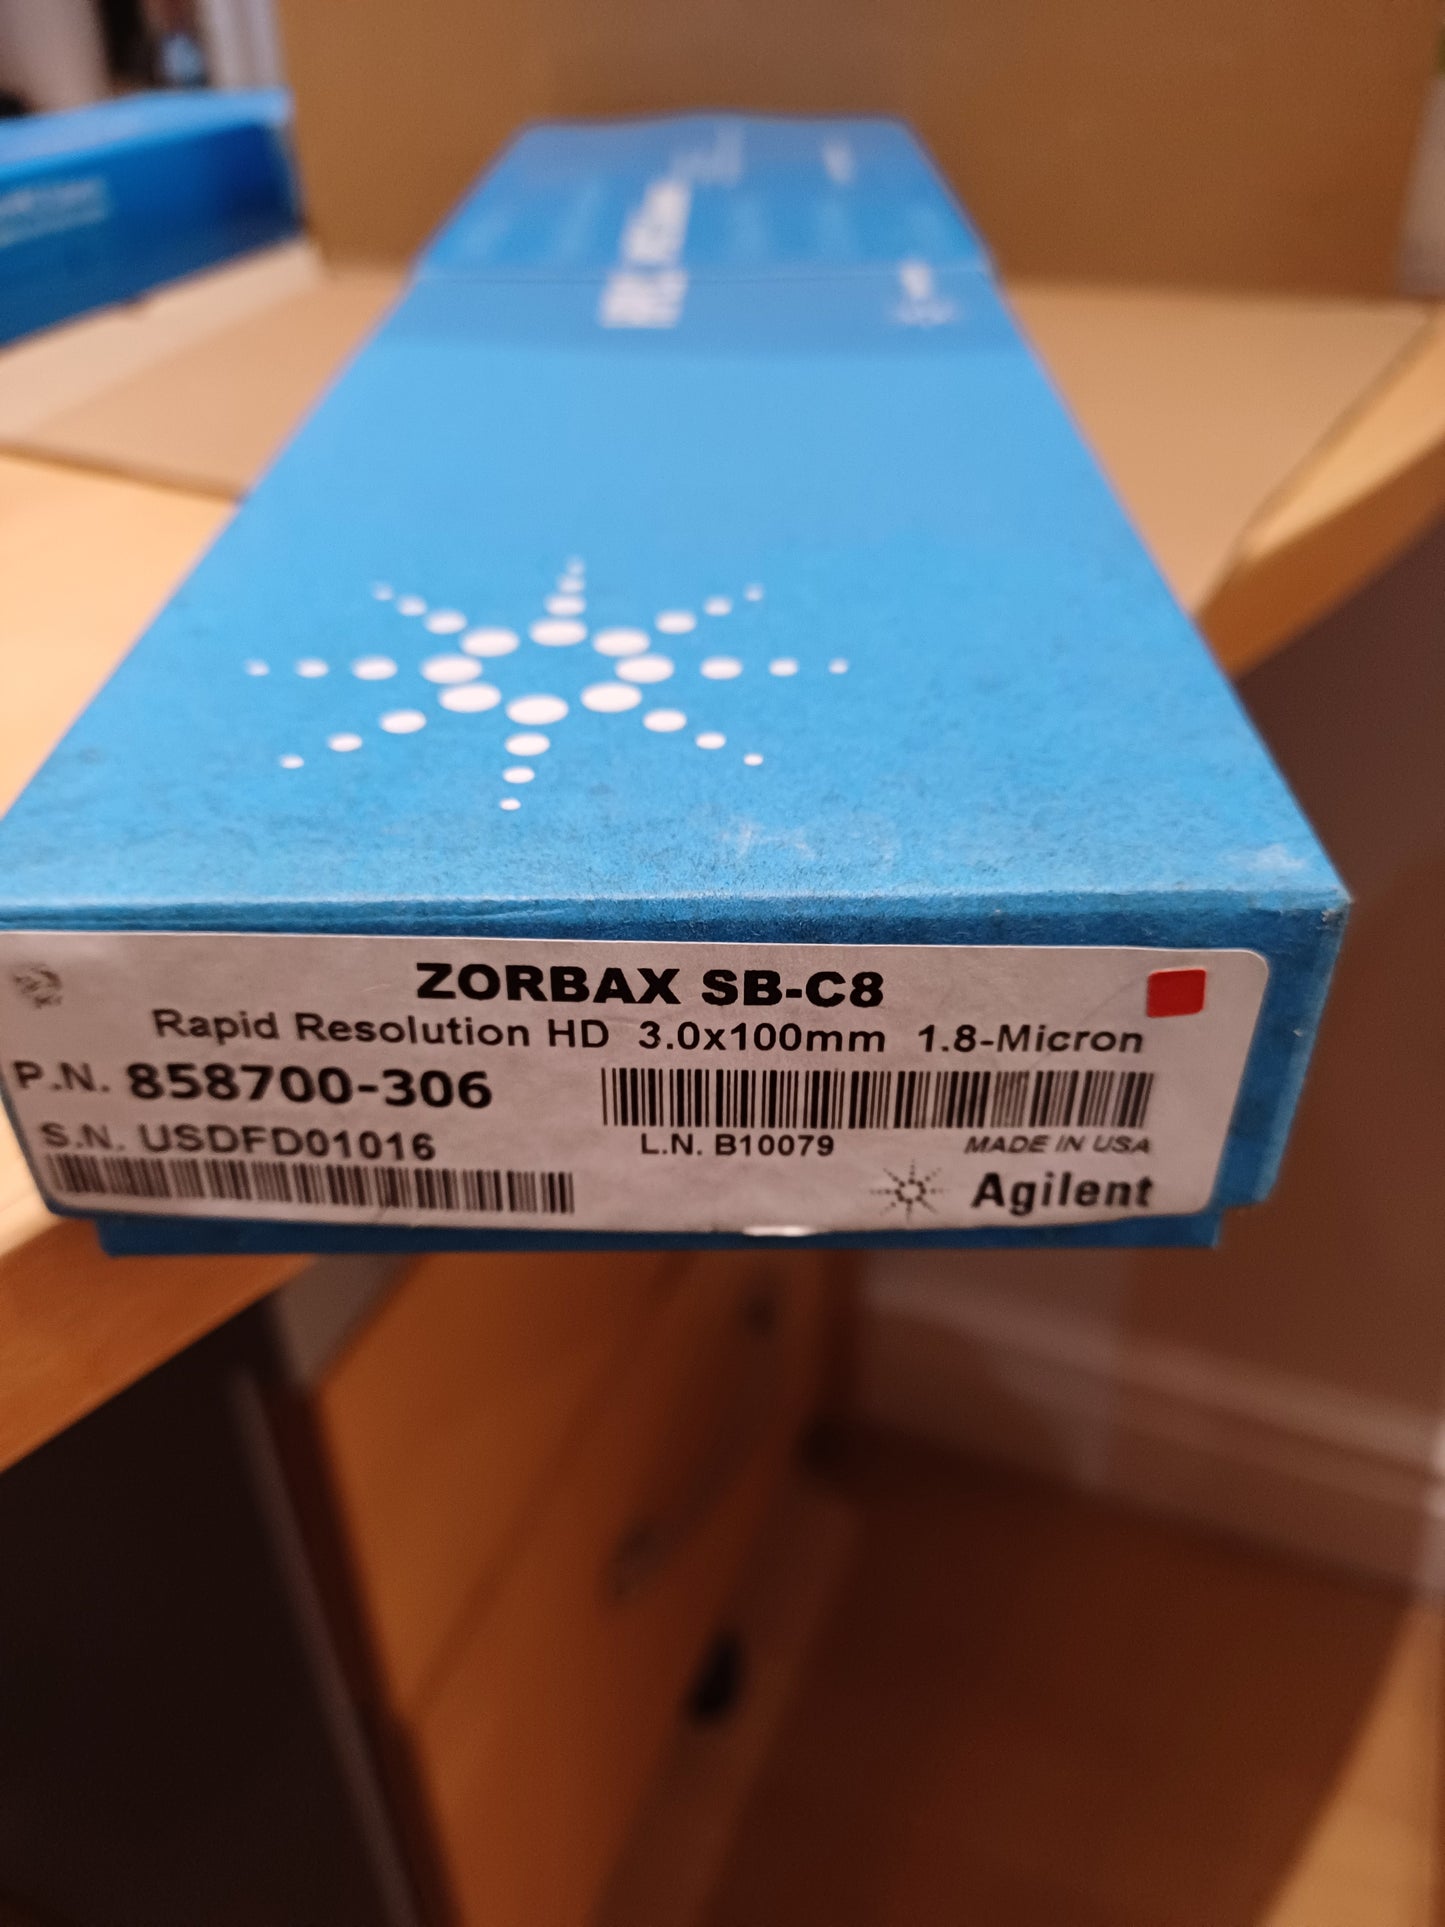 ZORBAX SB-C8
Rapid Resolution HD 3.0x100mm 1.8-Micron
P.N. 858700-306
S.N. USDFD01016
L.N. B10079
MADE IN USA
Agilent